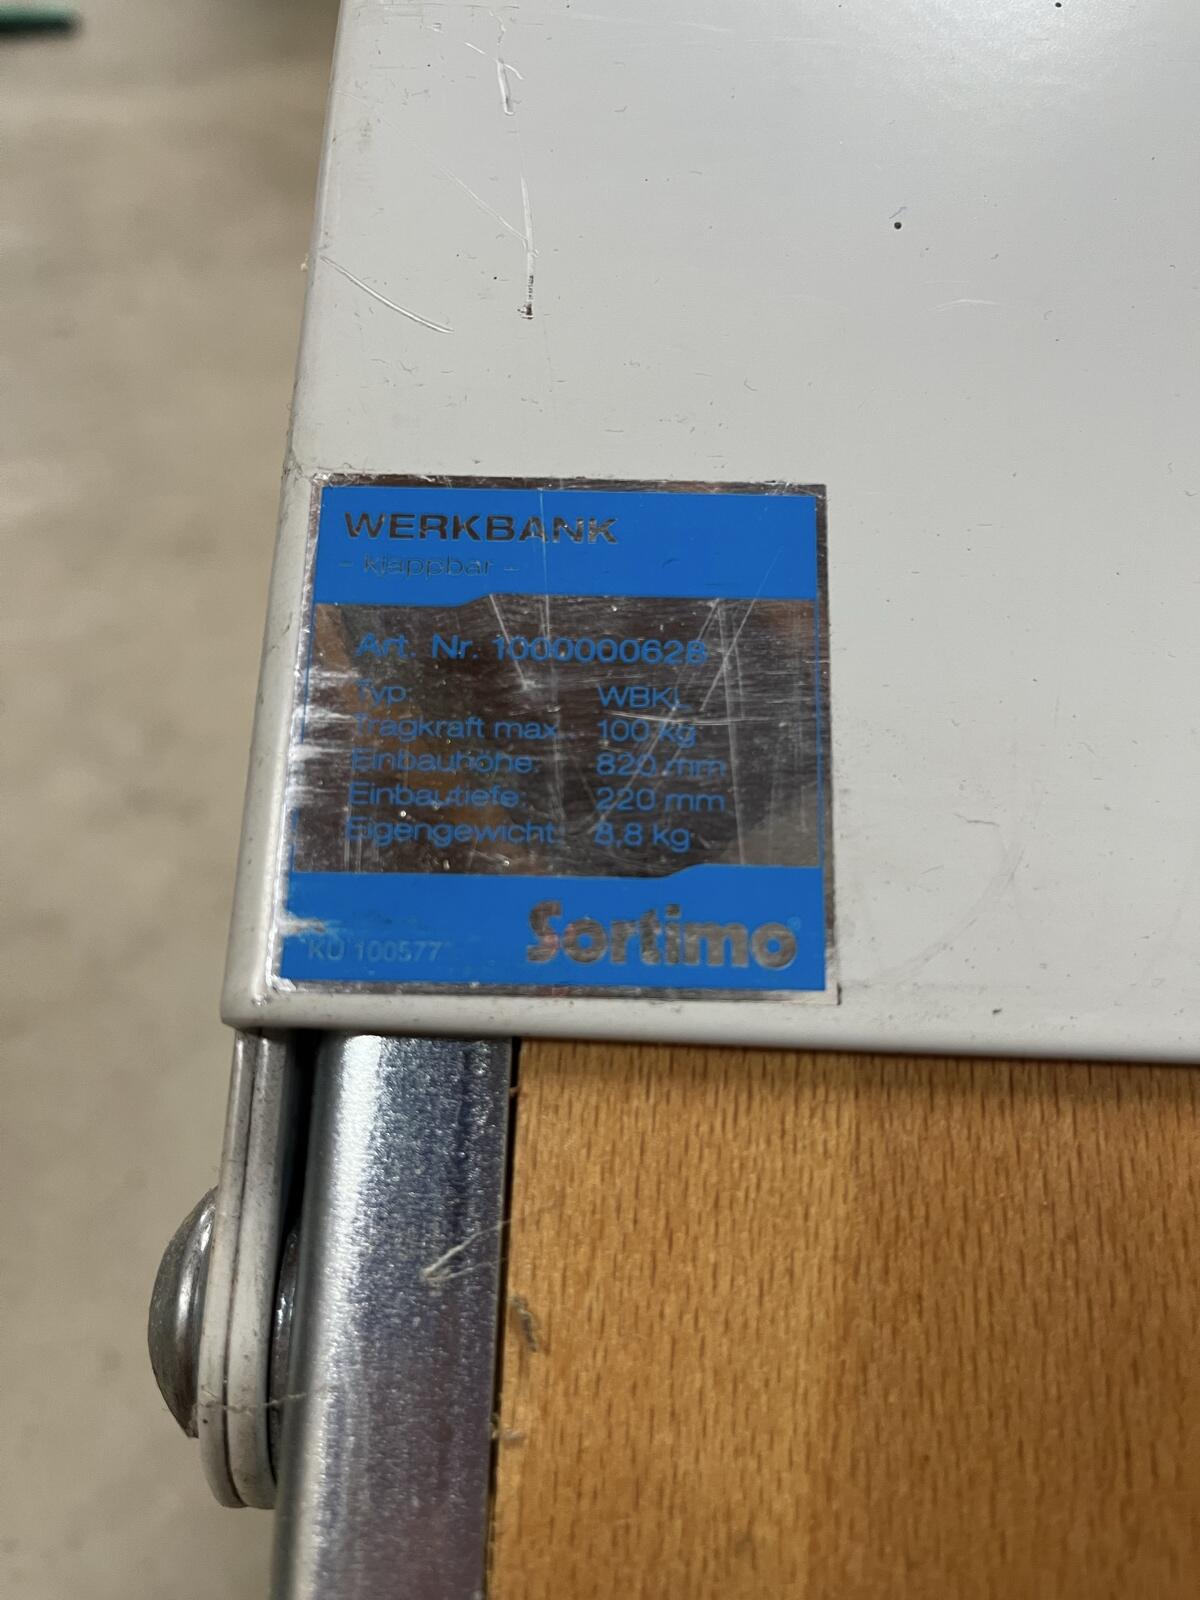 WERKBANK
- klappbar -
Art. Nr. 1000000628
Typ: WBKL
Tragkraft max. 100 kg
Einbauhöhe: 820 mm
Einbautiefe: 220 mm
Eigengewicht: 8,8 kg
KU 100577
Sortimo®